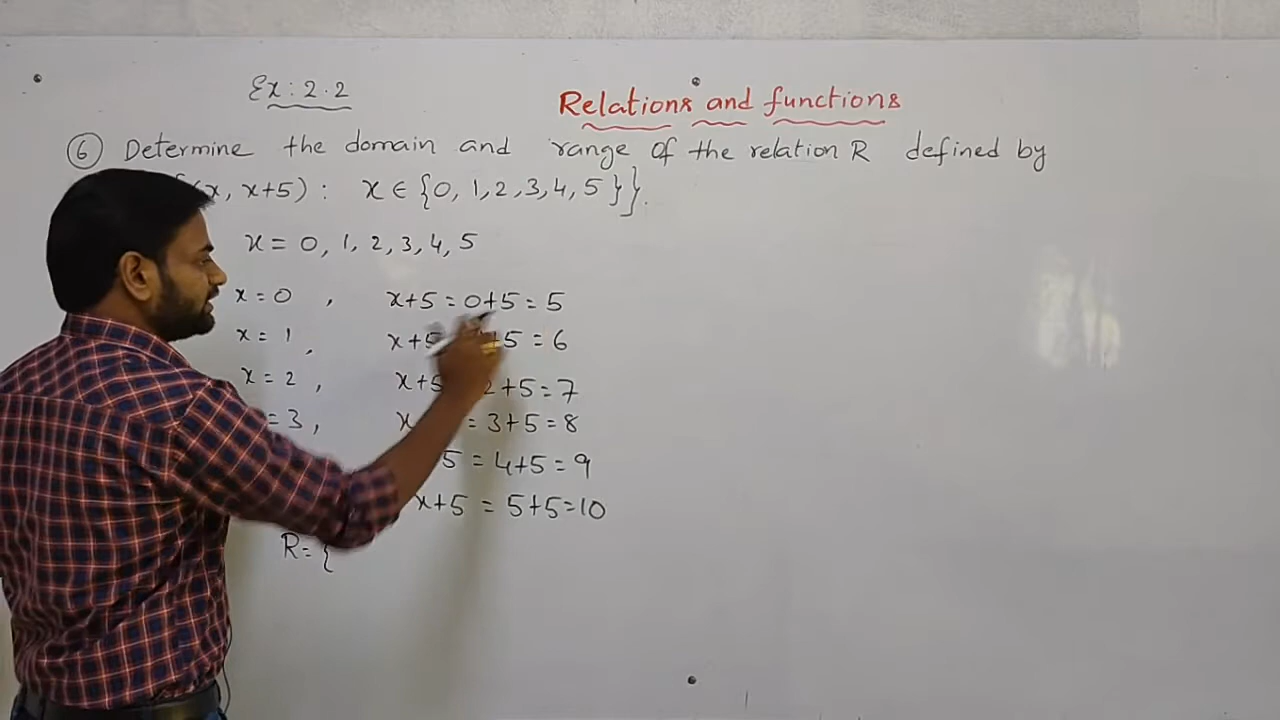 Ex: 2.2
Relations and functions
6 Determine the domain and range of the relation R defined by
(x, x+5) : x ∈ {0, 1, 2, 3, 4, 5}}.
x = 0, 1, 2, 3, 4, 5
x = 0 , x+5 = 0+5 = 5
x = 1 , x+5 +5 = 6
x = 2 , x+5 2+5 = 7
= 3 , x = 3+5 = 8
5 = 4+5 = 9
x+5 = 5+5 = 10
R = {